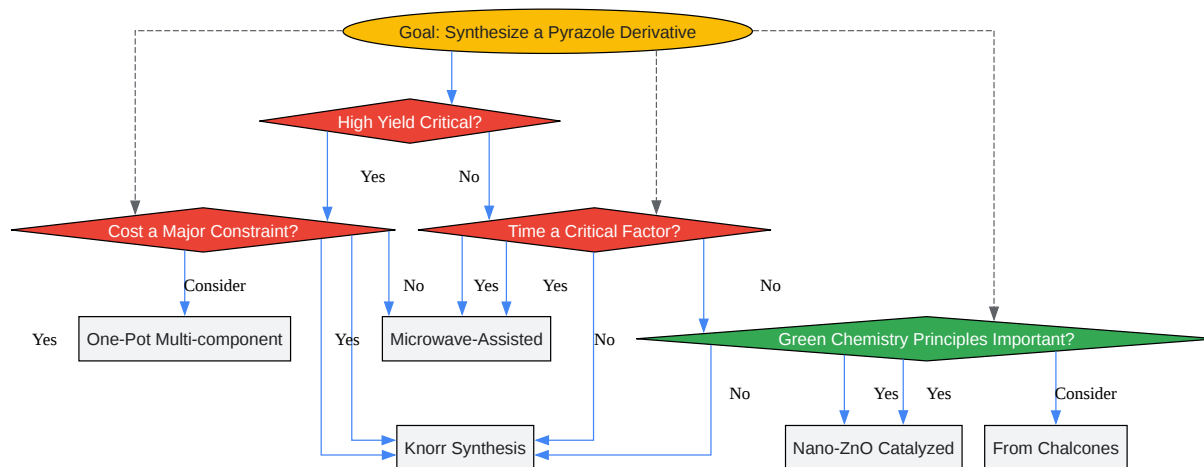 Goal: Synthesize a Pyrazole Derivative
High Yield Critical?
Yes
No
Cost a Major Constraint?
Time a Critical Factor?
Consider
No
Yes
Yes
No
Yes
One-Pot Multi-component
Yes
Microwave-Assisted
No
Green Chemistry Principles Important?
No
Yes
Yes
Consider
Knorr Synthesis
Nano-ZnO Catalyzed
From Chalcones